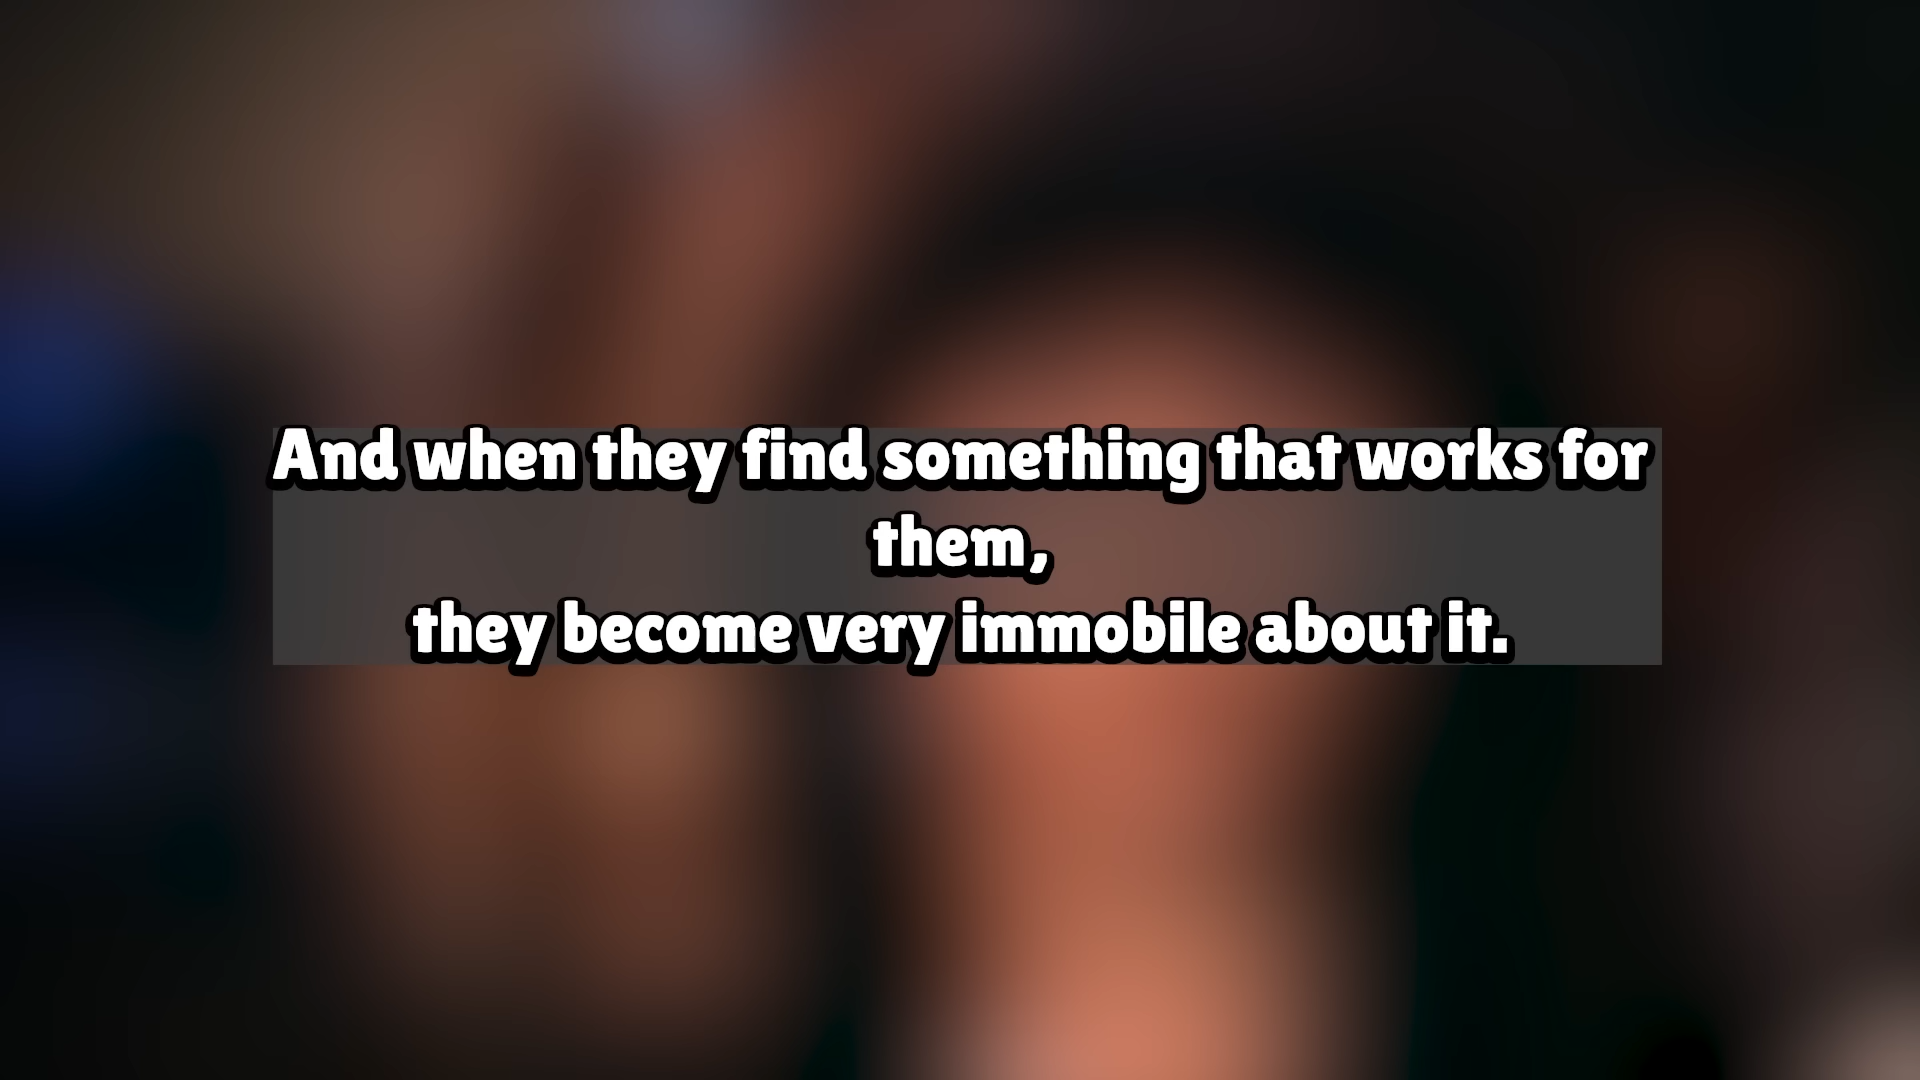 And when they find something that works for
them,
they become very immobile about it.